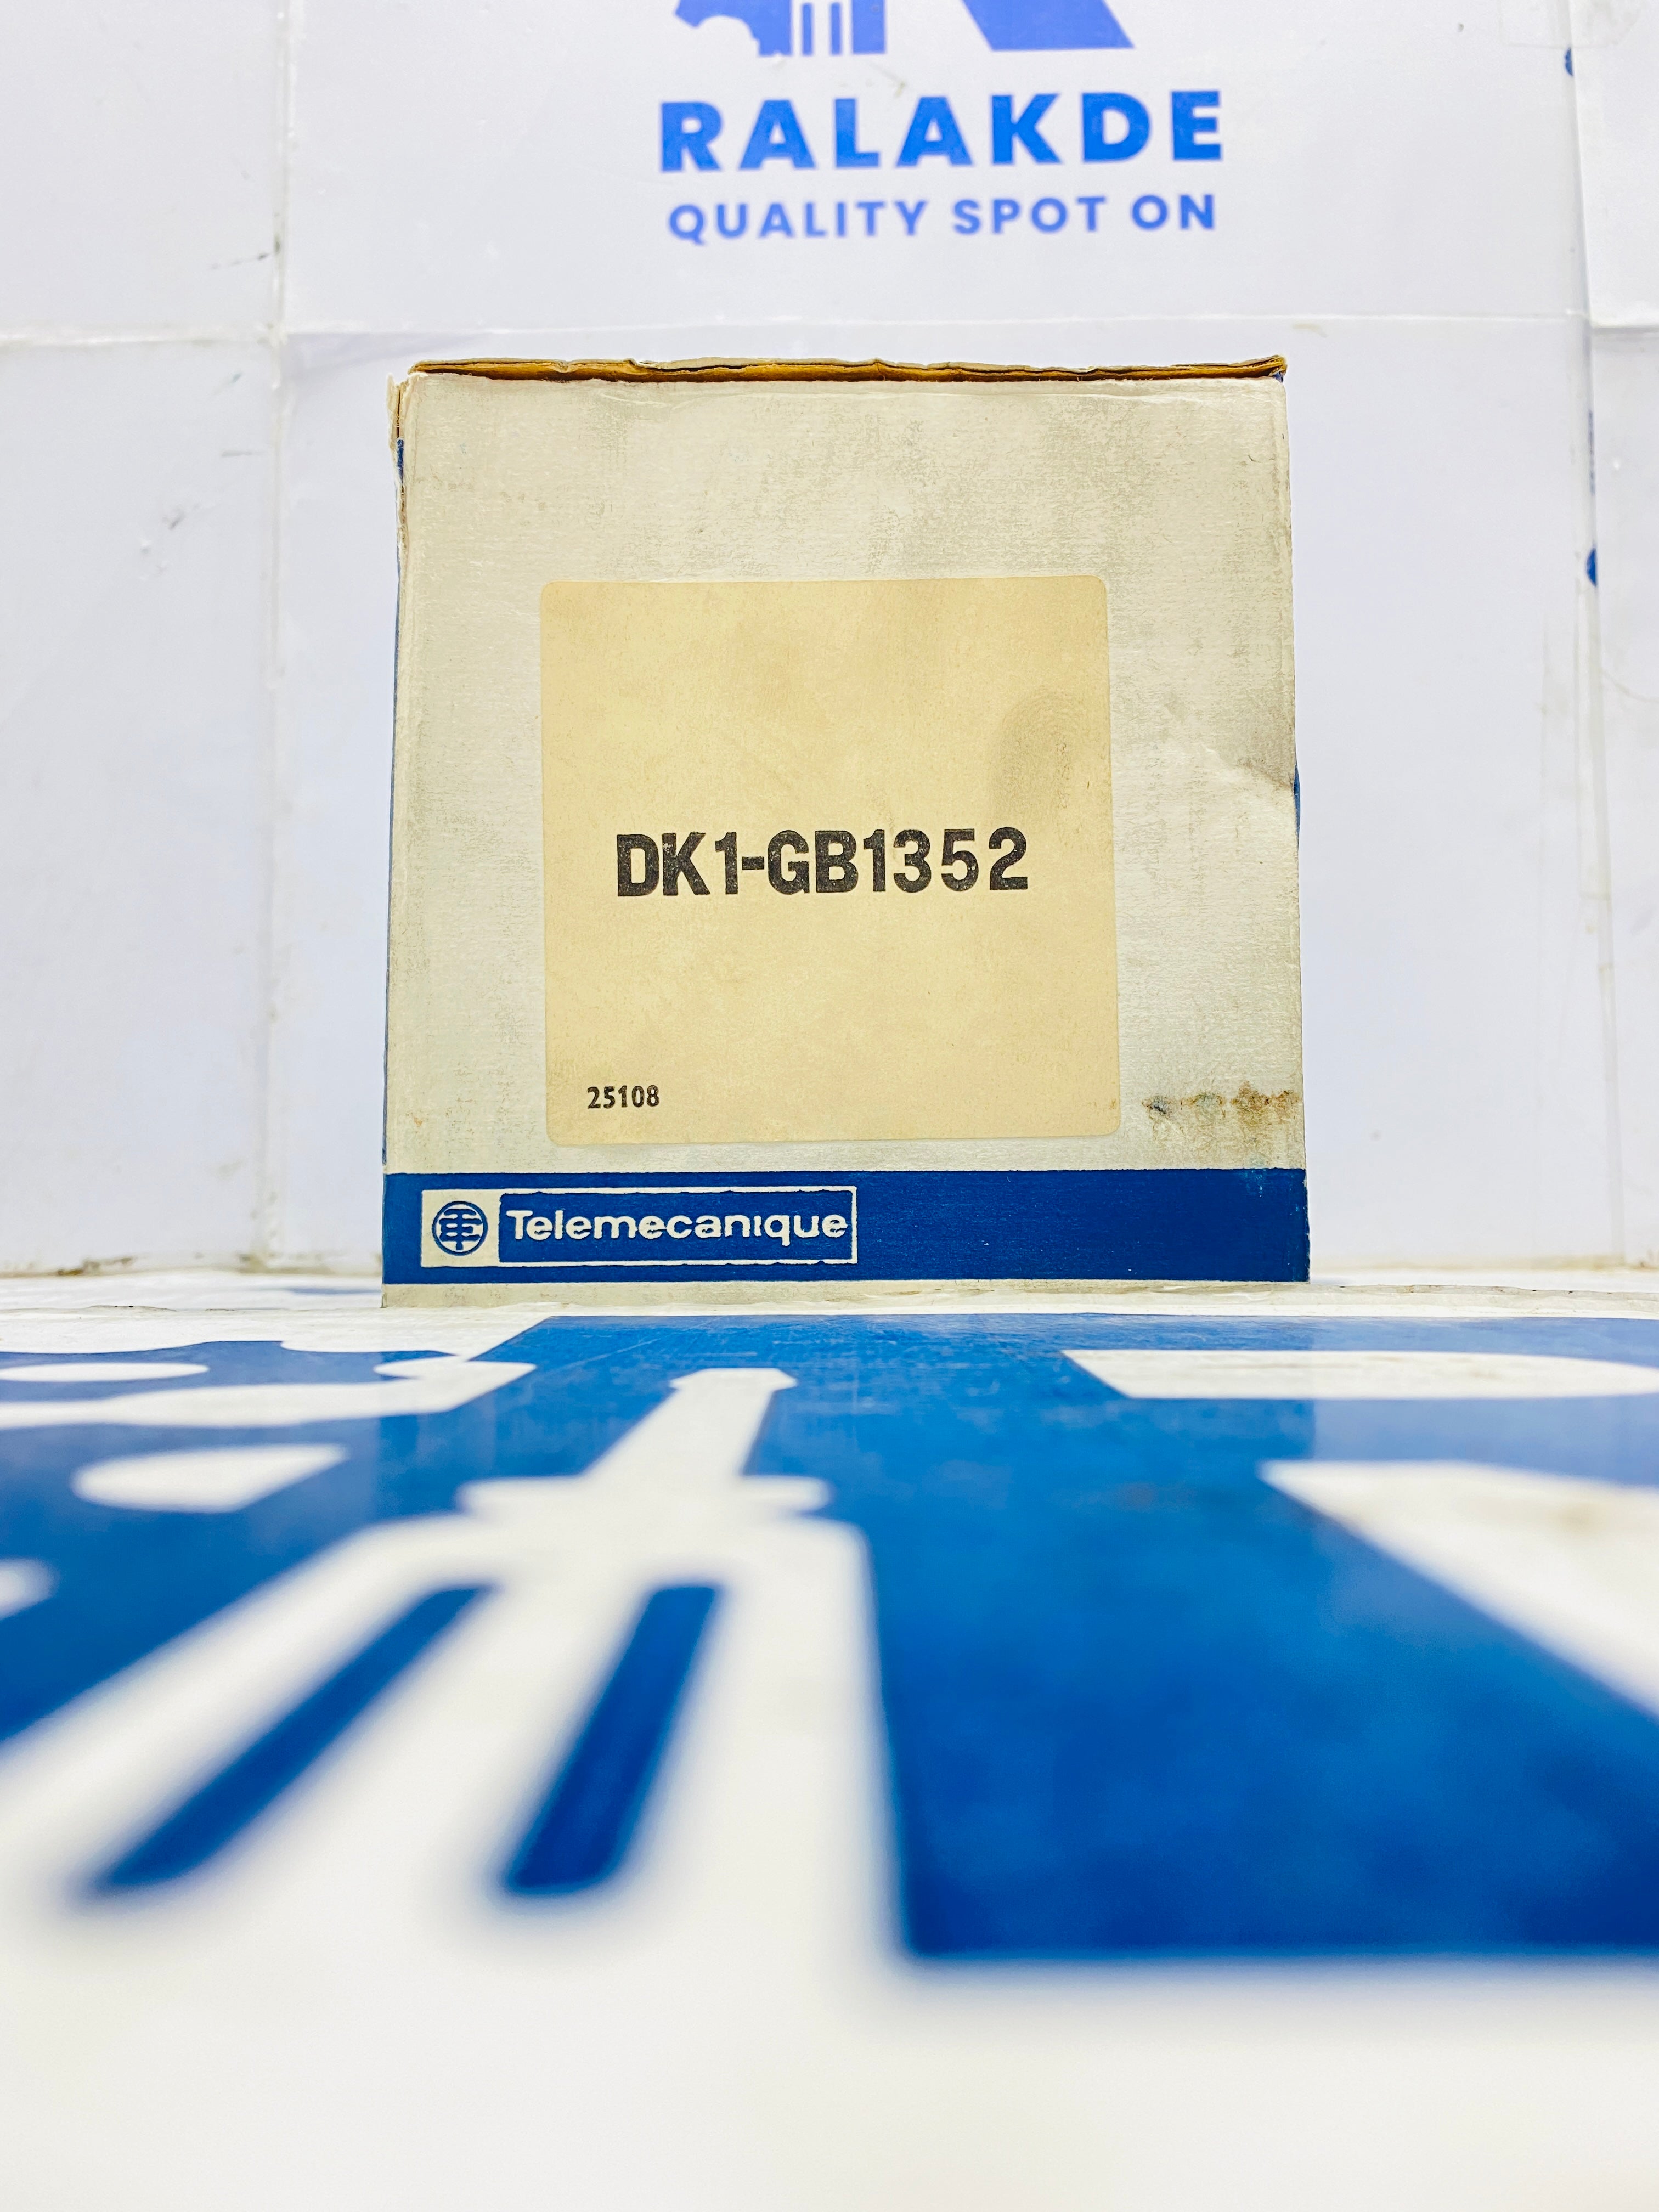 RALAKDE
QUALITY SPOT ON
DK1-GB1352
25108
Telemecanique